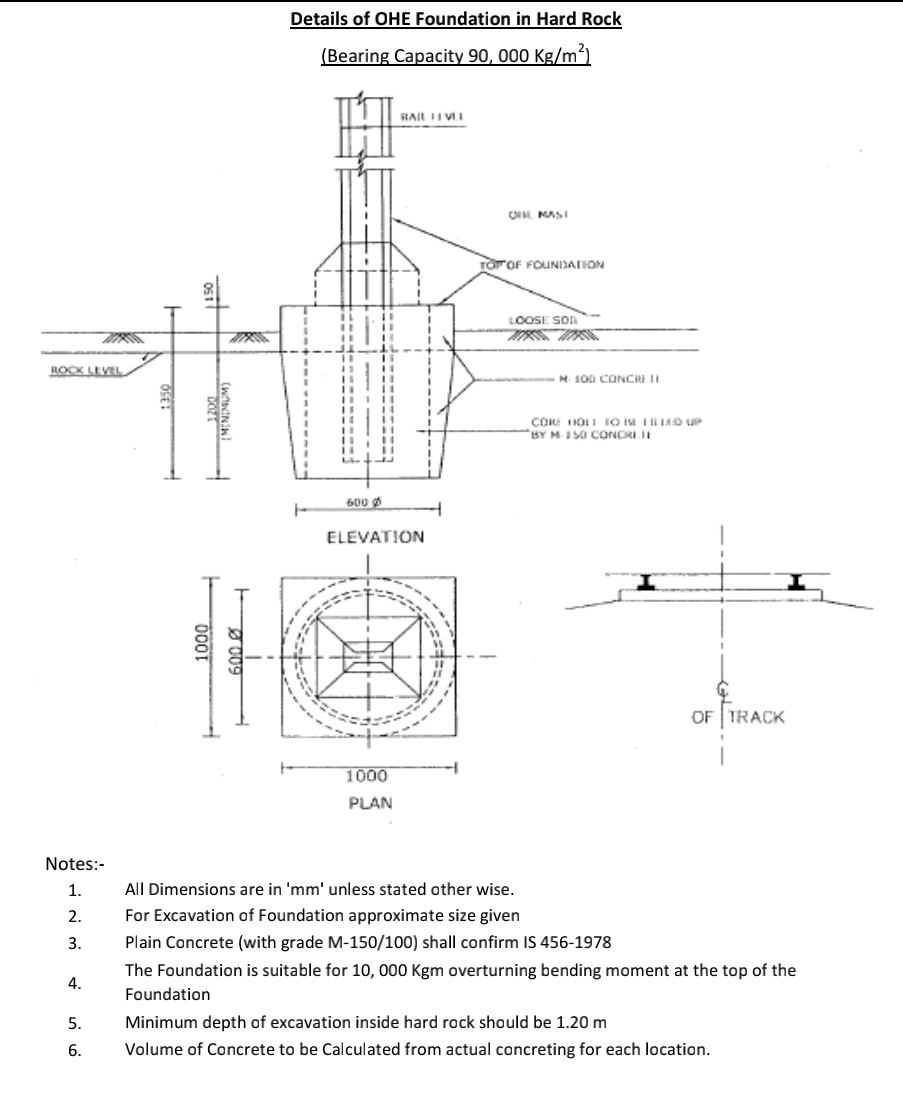 Details of OHE Foundation in Hard Rock
(Bearing Capacity 90, 000 Kg/m²)
RAIL LEVEL
OHE MAST
TOP OF FOUNDATION
150
LOOSE SOIL
ROCK LEVEL
1350
1200
(MINIMUM)
M-100 CONCRETE
CORE HOLE TO BE FILLED UP
BY M-150 CONCRETE
600 Ø
ELEVATION
1000
600 Ø
℄
OF TRACK
1000
PLAN
Notes:-
1. All Dimensions are in 'mm' unless stated other wise.
2. For Excavation of Foundation approximate size given
3. Plain Concrete (with grade M-150/100) shall confirm IS 456-1978
4. The Foundation is suitable for 10, 000 Kgm overturning bending moment at the top of the
Foundation
5. Minimum depth of excavation inside hard rock should be 1.20 m
6. Volume of Concrete to be Calculated from actual concreting for each location.